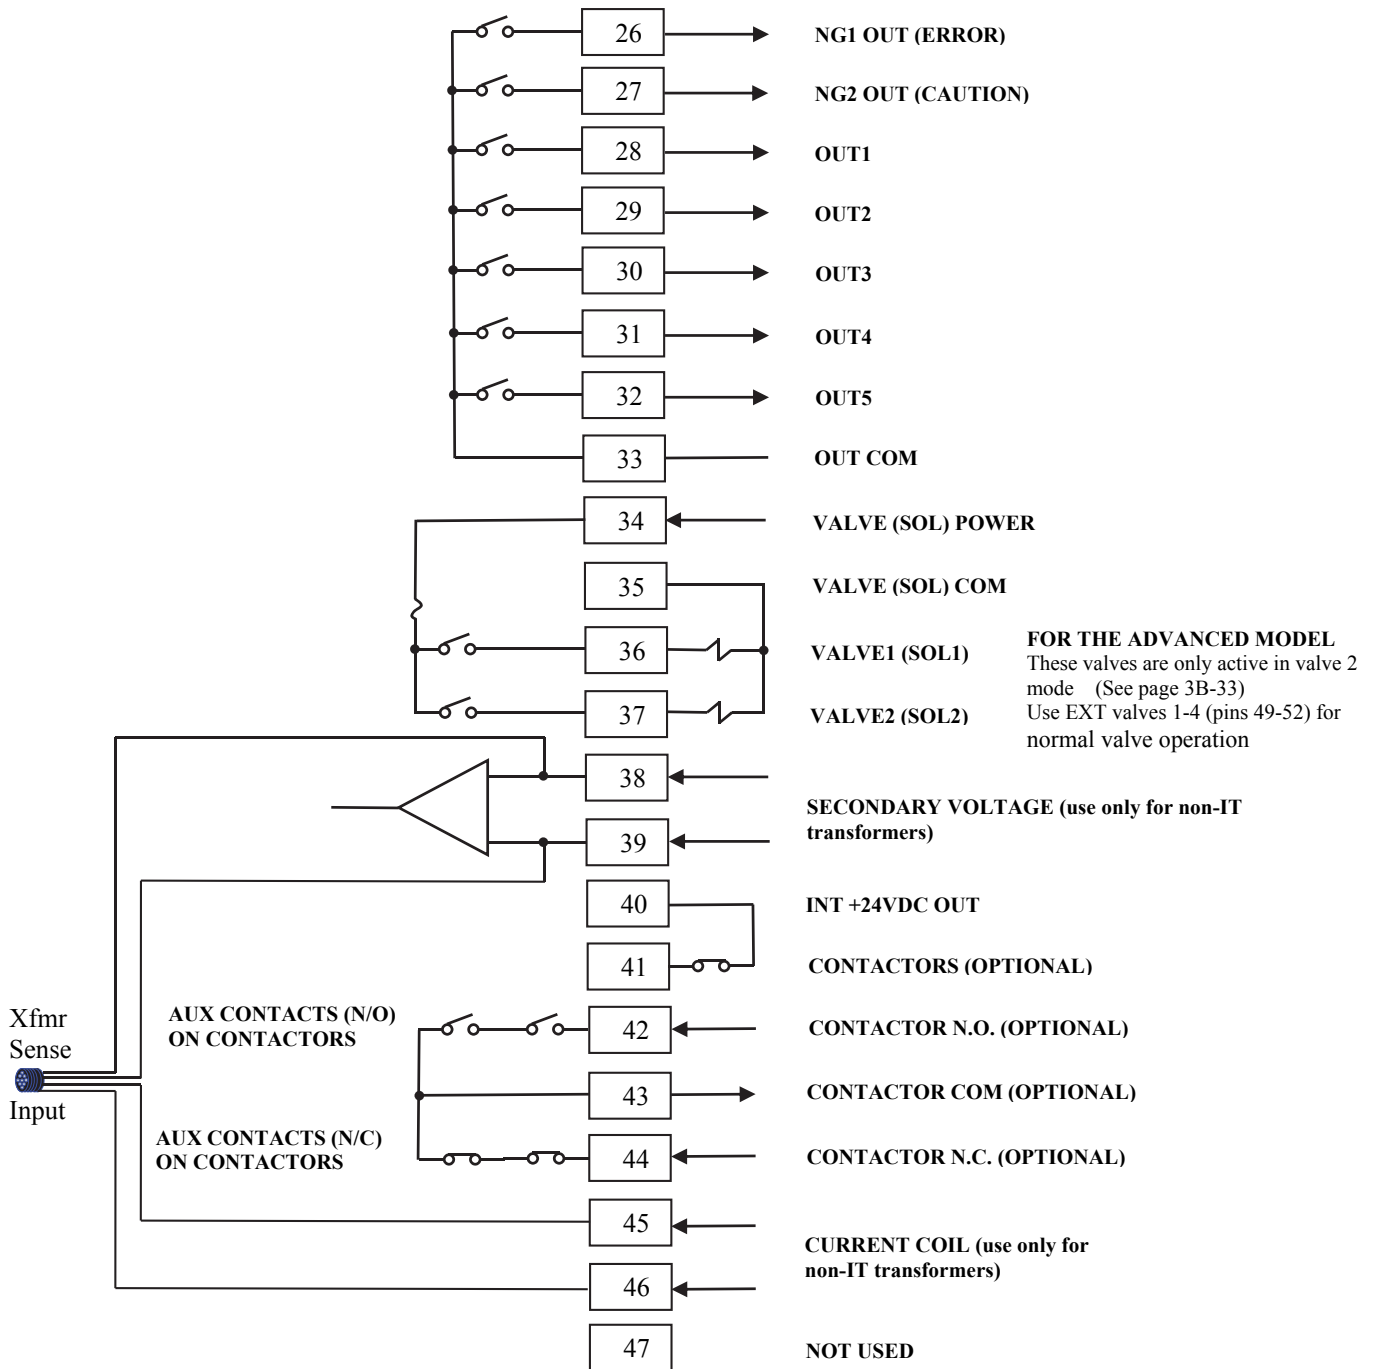 26 NG1 OUT (ERROR)
27 NG2 OUT (CAUTION)
28 OUT1
29 OUT2
30 OUT3
31 OUT4
32 OUT5
33 OUT COM
34 VALVE (SOL) POWER
35 VALVE (SOL) COM
36 VALVE1 (SOL1)
37 VALVE2 (SOL2)
FOR THE ADVANCED MODEL
These valves are only active in valve 2
mode (See page 3B-33)
Use EXT valves 1-4 (pins 49-52) for
normal valve operation
38
SECONDARY VOLTAGE (use only for non-IT
transformers)
39
40 INT +24VDC OUT
41 CONTACTORS (OPTIONAL)
Xfmr
Sense
Input
AUX CONTACTS (N/O)
ON CONTACTORS
42 CONTACTOR N.O. (OPTIONAL)
43 CONTACTOR COM (OPTIONAL)
AUX CONTACTS (N/C)
ON CONTACTORS
44 CONTACTOR N.C. (OPTIONAL)
45
CURRENT COIL (use only for
non-IT transformers)
46
47 NOT USED